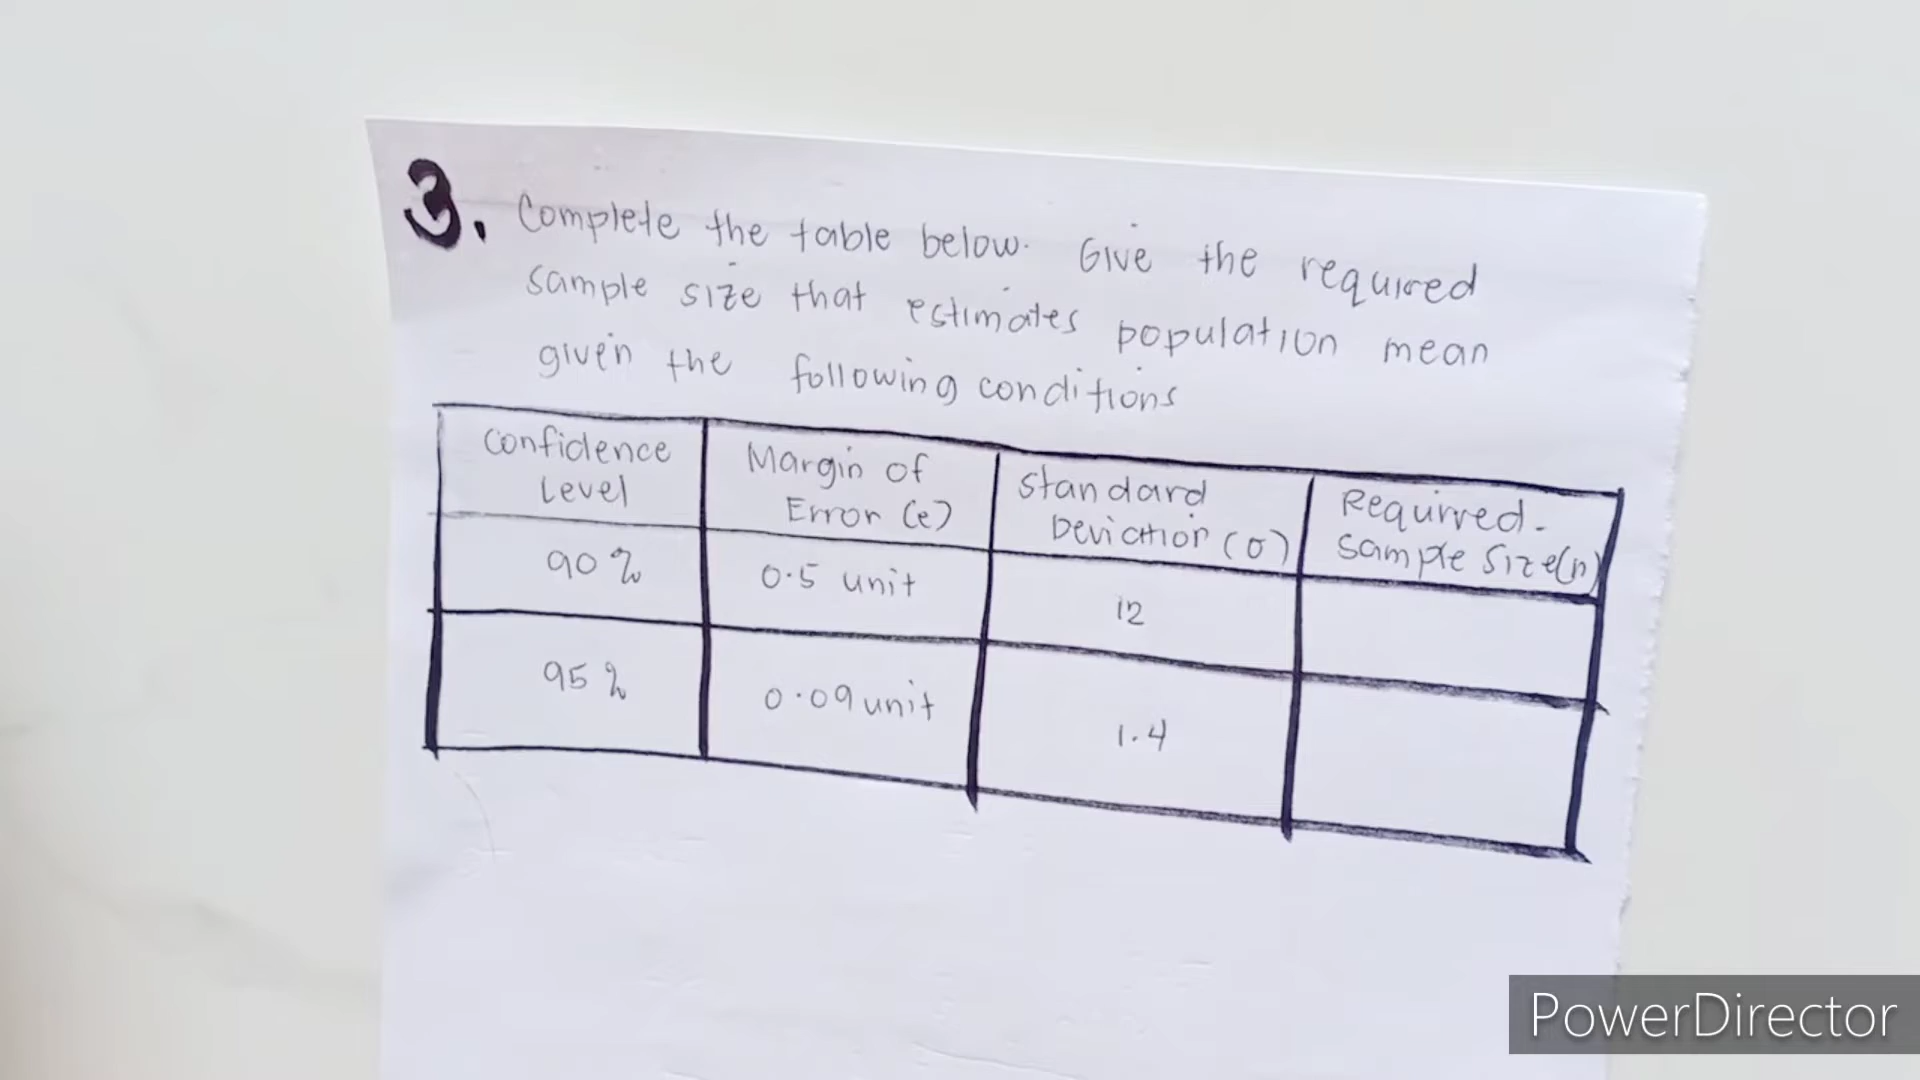 3. Complete the table below. Give the required
sample size that estimates population mean
given the following conditions
Confidence Level
Margin of Error (e)
Standard Deviation (σ)
Required Sample Size (n)
90%
0.5 unit
12
95%
0.09 unit
1.4
PowerDirector